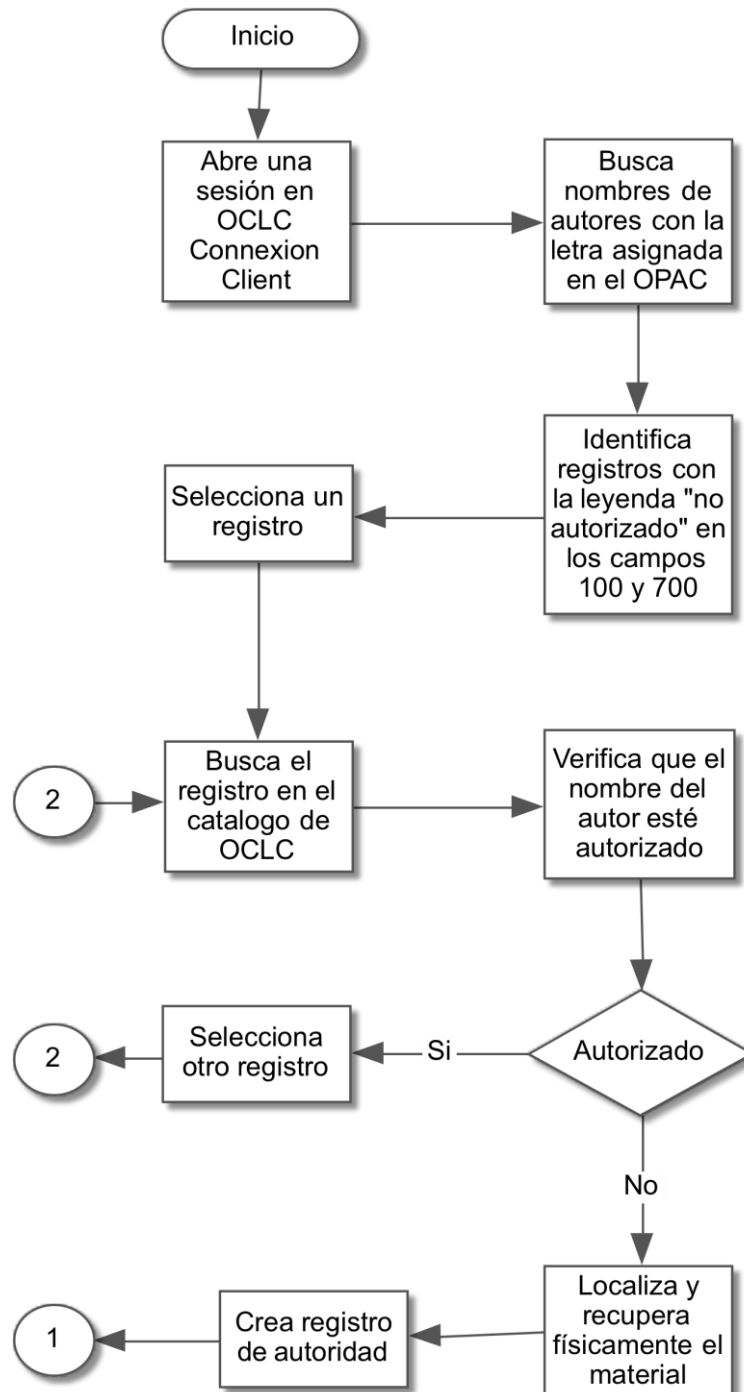 Inicio
Abre una
sesión en
OCLC
Connexion
Client
Busca
nombres de
autores con la
letra asignada
en el OPAC
Identifica
registros con
la leyenda "no
autorizado" en
los campos
100 y 700
Selecciona un
registro
2
Busca el
registro en el
catalogo de
OCLC
Verifica que el
nombre del
autor esté
autorizado
Autorizado
Si
Selecciona
otro registro
2
No
Localiza y
recupera
físicamente el
material
Crea registro
de autoridad
1